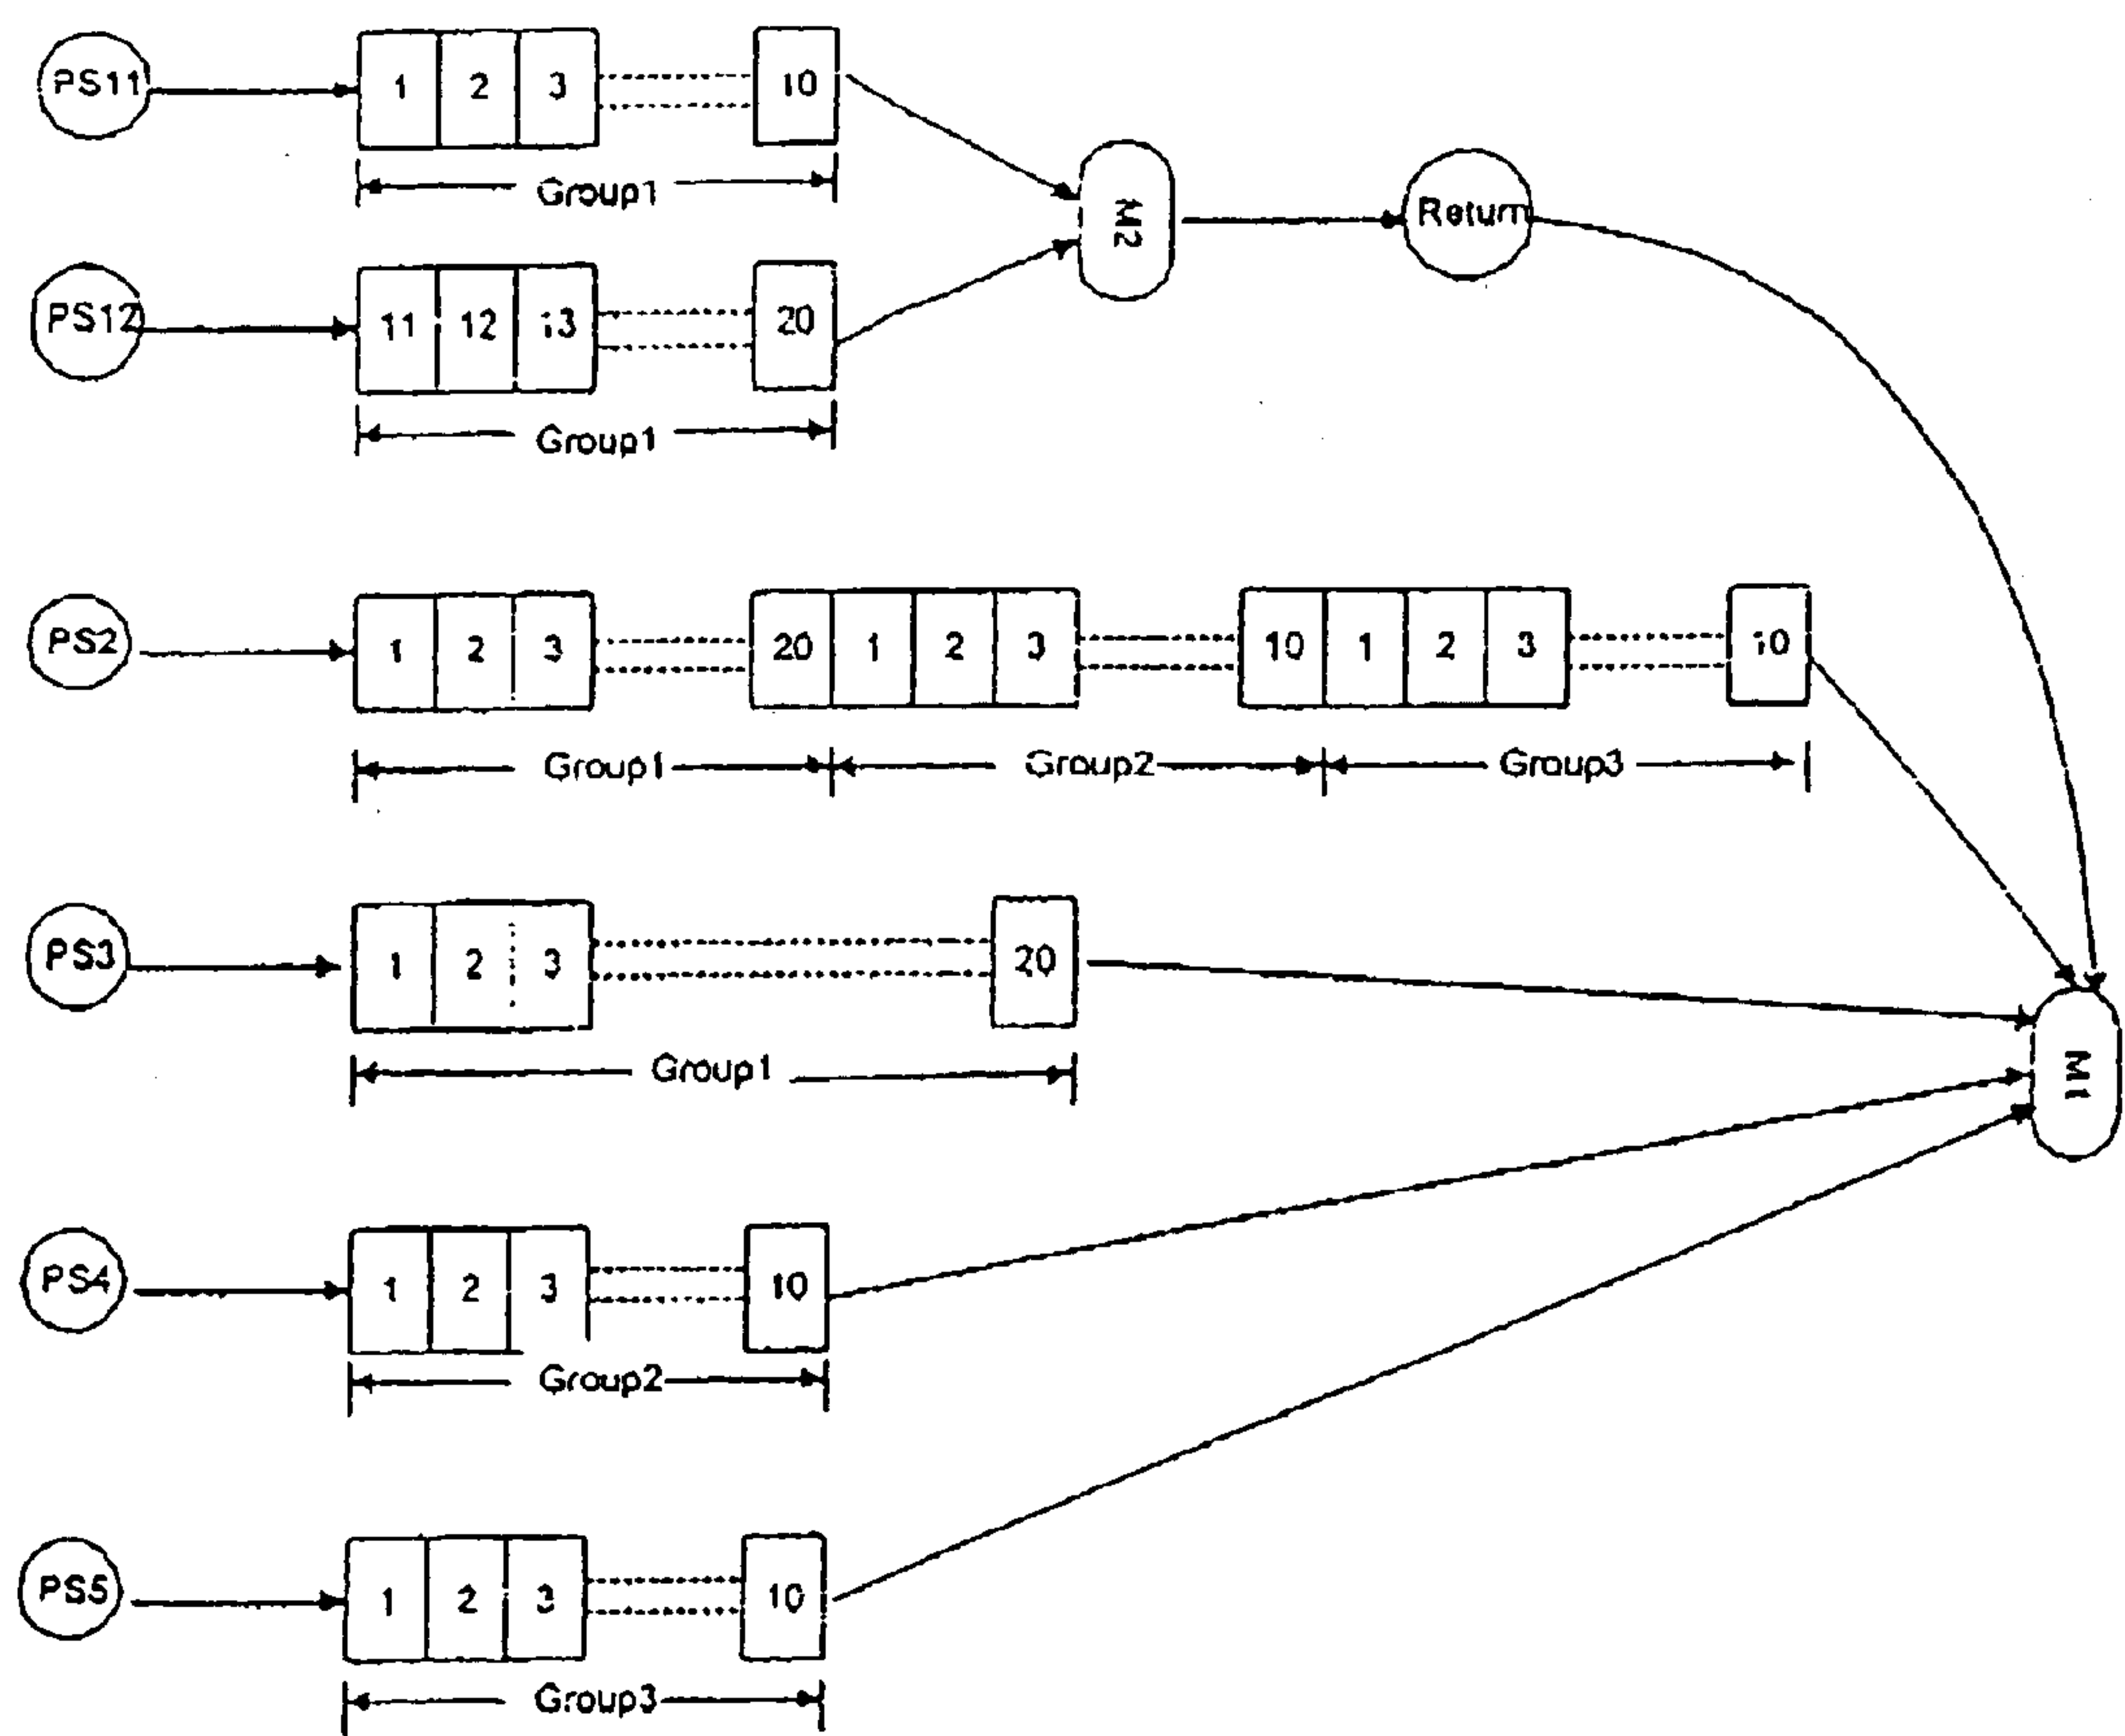 PS11 1 2 3 10
Group1
M2
Return
PS12 11 12 13 20
Group1
PS2 1 2 3 20 1 2 3 10 1 2 3 10
Group1 Group2 Group3
PS3 1 2 3 20
Group1
M1
PS4 1 2 3 10
Group2
PS5 1 2 3 10
Group3